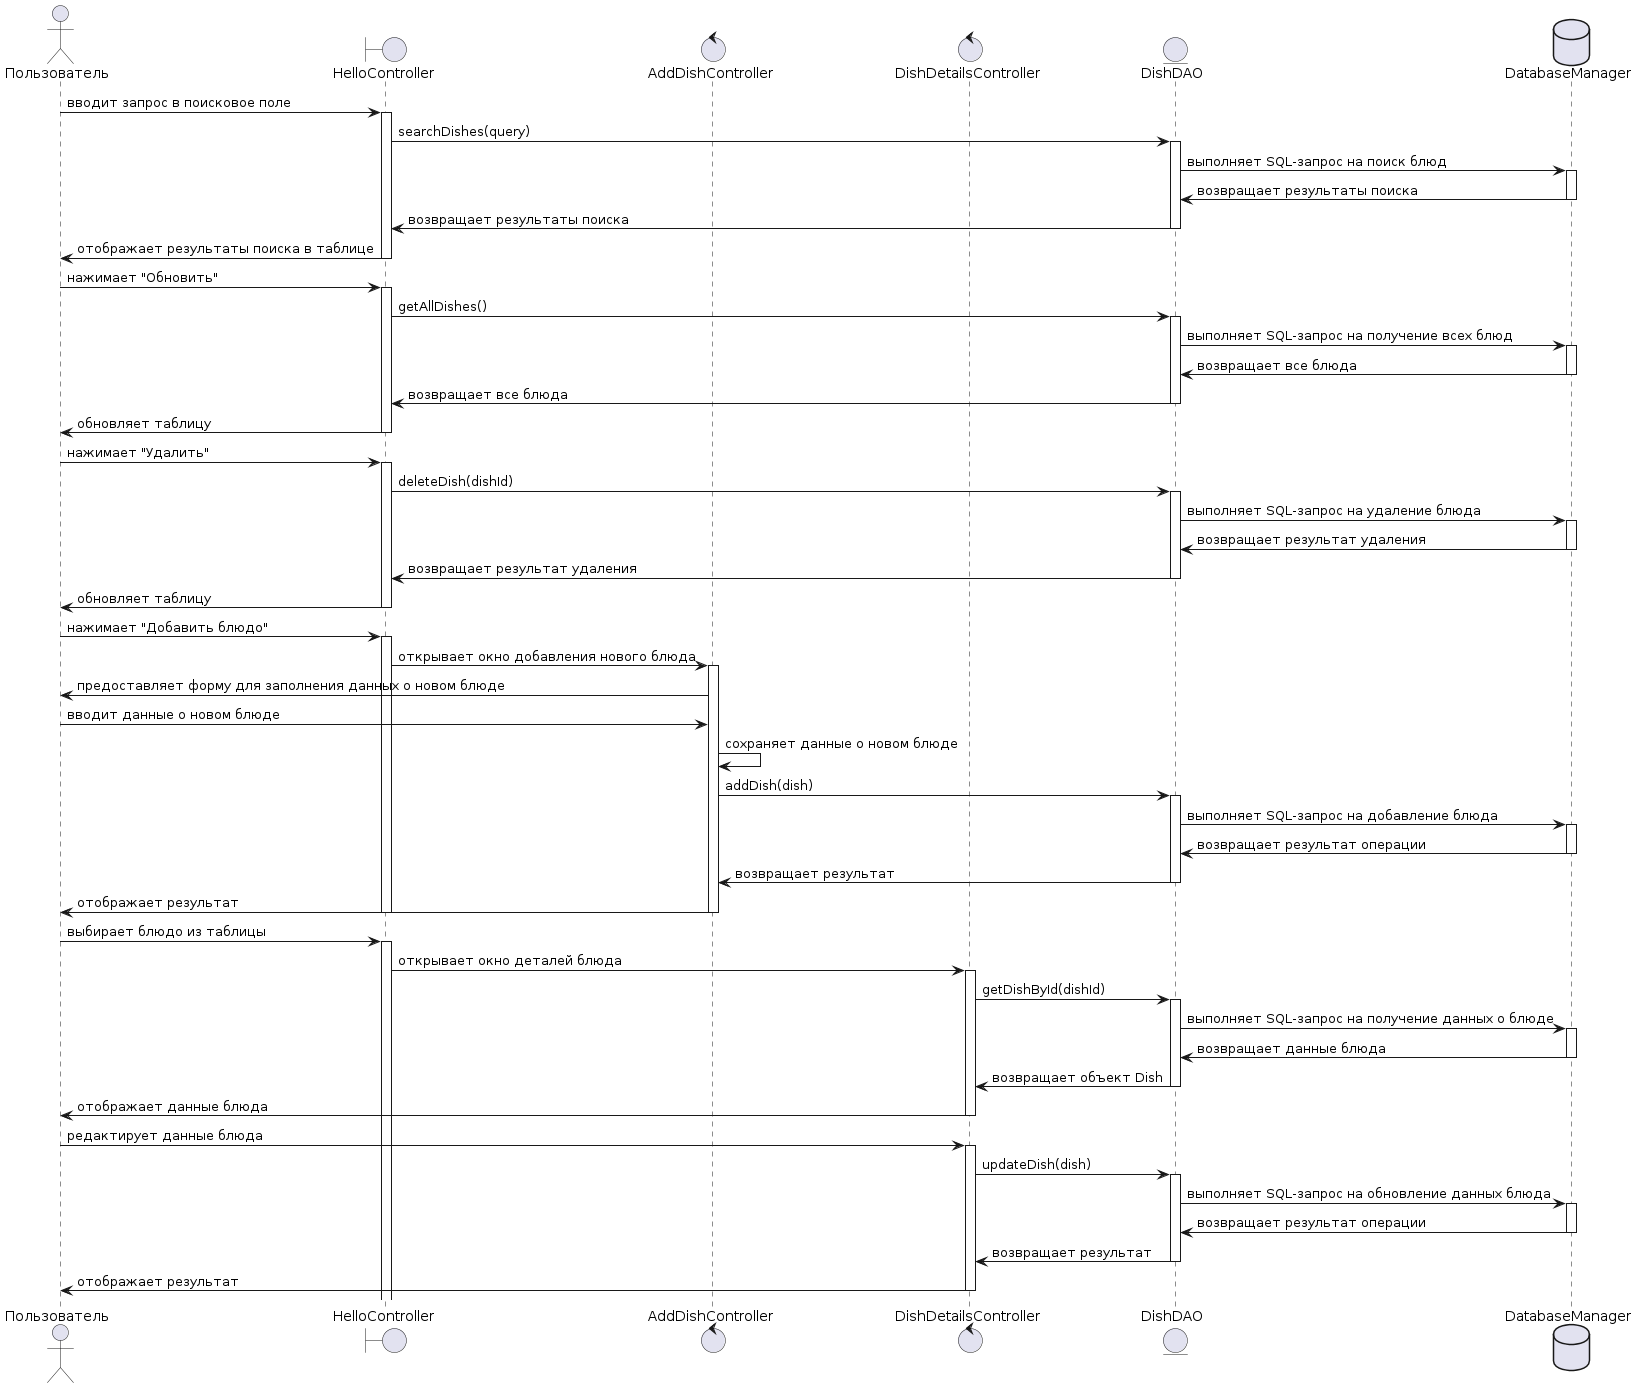 Пользователь
HelloController
AddDishController
DishDetailsController
DishDAO
DatabaseManager
вводит запрос в поисковое поле
searchDishes(query)
выполняет SQL-запрос на поиск блюд
возвращает результаты поиска
возвращает результаты поиска
отображает результаты поиска в таблице
нажимает "Обновить"
getAllDishes()
выполняет SQL-запрос на получение всех блюд
возвращает все блюда
возвращает все блюда
обновляет таблицу
нажимает "Удалить"
deleteDish(dishId)
выполняет SQL-запрос на удаление блюда
возвращает результат удаления
возвращает результат удаления
обновляет таблицу
нажимает "Добавить блюдо"
открывает окно добавления нового блюда
предоставляет форму для заполнения данных о новом блюде
вводит данные о новом блюде
сохраняет данные о новом блюде
addDish(dish)
выполняет SQL-запрос на добавление блюда
возвращает результат операции
возвращает результат
отображает результат
выбирает блюдо из таблицы
открывает окно деталей блюда
getDishById(dishId)
выполняет SQL-запрос на получение данных о блюде
возвращает данные блюда
возвращает объект Dish
отображает данные блюда
редактирует данные блюда
updateDish(dish)
выполняет SQL-запрос на обновление данных блюда
возвращает результат операции
возвращает результат
отображает результат
Пользователь
HelloController
AddDishController
DishDetailsController
DishDAO
DatabaseManager